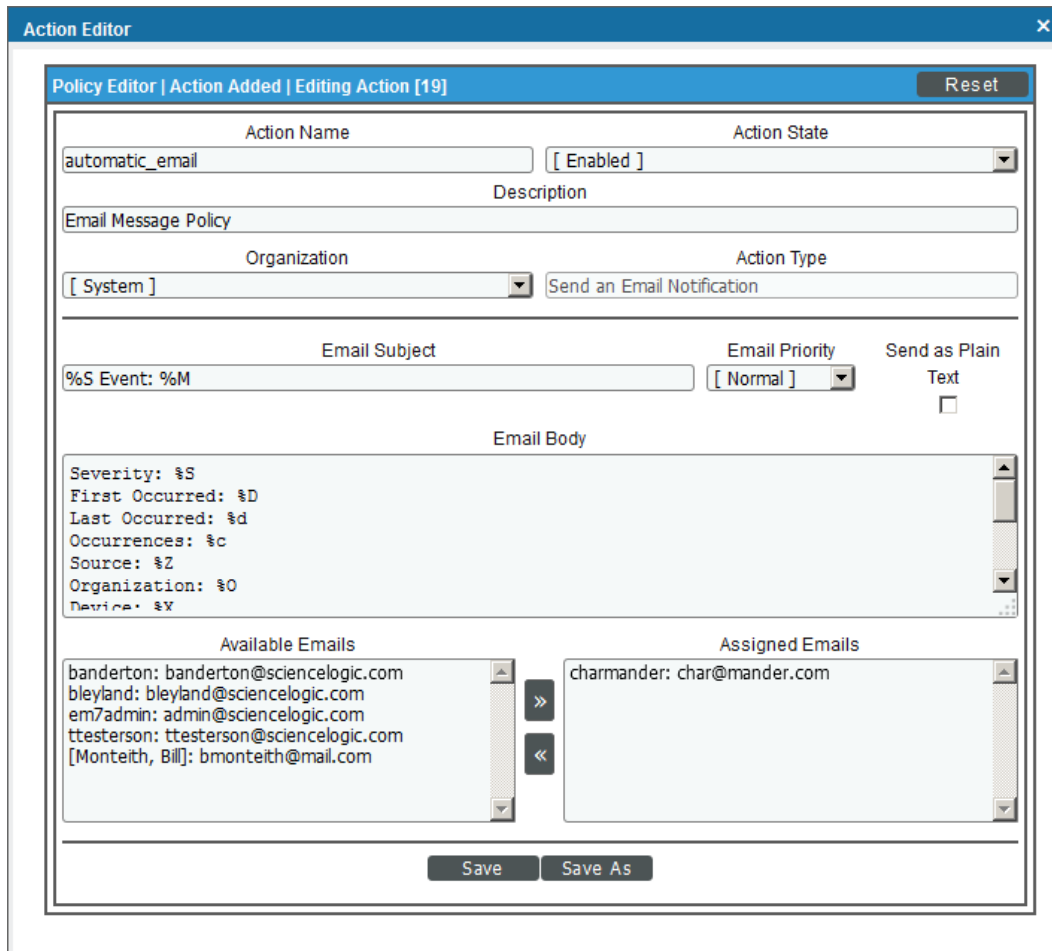 Action Editor
Policy Editor | Action Added | Editing Action [19]
Reset
Action Name
Action State
automatic_email
[ Enabled ]
Description
Email Message Policy
Organization
Action Type
[ System ]
Send an Email Notification
Email Subject
Email Priority
Send as Plain
Text
%S Event: %M
[ Normal ]
Email Body
Severity: %S
First Occurred: %D
Last Occurred: %d
Occurrences: %c
Source: %Z
Organization: %O
Device: %X
Available Emails
Assigned Emails
banderton: banderton@sciencelogic.com
bleyland: bleyland@sciencelogic.com
em7admin: admin@sciencelogic.com
ttesterson: ttesterson@sciencelogic.com
[Monteith, Bill]: bmonteith@mail.com
»
«
charmander: char@mander.com
Save
Save As